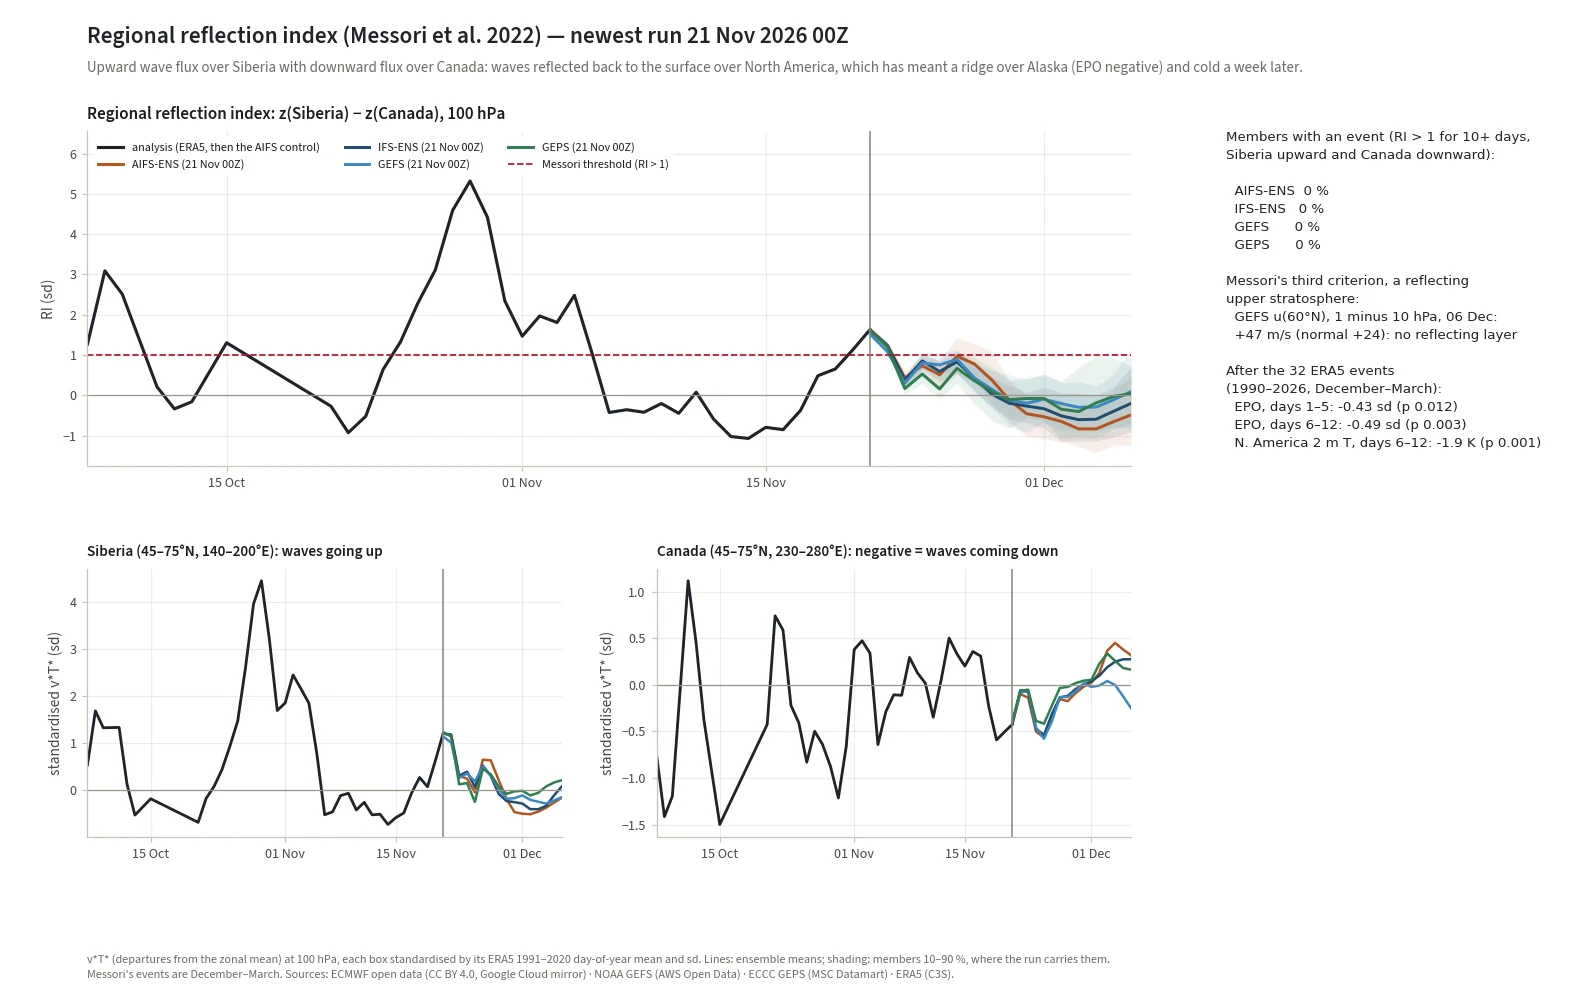 Regional reflection index (Messori et al. 2022) — newest run 21 Nov 2026 00Z
Upward wave flux over Siberia with downward flux over Canada: waves reflected back to the surface over North America, which has meant a ridge over Alaska (EPO negative) and cold a week later.
Regional reflection index: z(Siberia) − z(Canada), 100 hPa
analysis (ERA5, then the AIFS control)
AIFS-ENS (21 Nov 00Z)
IFS-ENS (21 Nov 00Z)
GEFS (21 Nov 00Z)
GEPS (21 Nov 00Z)
Messori threshold (RI > 1)
RI (sd)
6
5
4
3
2
1
0
−1
15 Oct
01 Nov
15 Nov
01 Dec
Members with an event (RI > 1 for 10+ days,
Siberia upward and Canada downward):
AIFS-ENS 0 %
IFS-ENS 0 %
GEFS 0 %
GEPS 0 %
Messori's third criterion, a reflecting
upper stratosphere:
GEFS u(60°N), 1 minus 10 hPa, 06 Dec:
+47 m/s (normal +24): no reflecting layer
After the 32 ERA5 events
(1990–2026, December–March):
EPO, days 1–5: -0.43 sd (p 0.012)
EPO, days 6–12: -0.49 sd (p 0.003)
N. America 2 m T, days 6–12: -1.9 K (p 0.001)
Siberia (45–75°N, 140–200°E): waves going up
standardised v*T* (sd)
4
3
2
1
0
15 Oct
01 Nov
15 Nov
01 Dec
Canada (45–75°N, 230–280°E): negative = waves coming down
standardised v*T* (sd)
1.0
0.5
0.0
−0.5
−1.0
−1.5
15 Oct
01 Nov
15 Nov
01 Dec
v*T* (departures from the zonal mean) at 100 hPa, each box standardised by its ERA5 1991–2020 day-of-year mean and sd. Lines: ensemble means; shading: members 10–90 %, where the run carries them.
Messori's events are December–March. Sources: ECMWF open data (CC BY 4.0, Google Cloud mirror) · NOAA GEFS (AWS Open Data) · ECCC GEPS (MSC Datamart) · ERA5 (C3S).